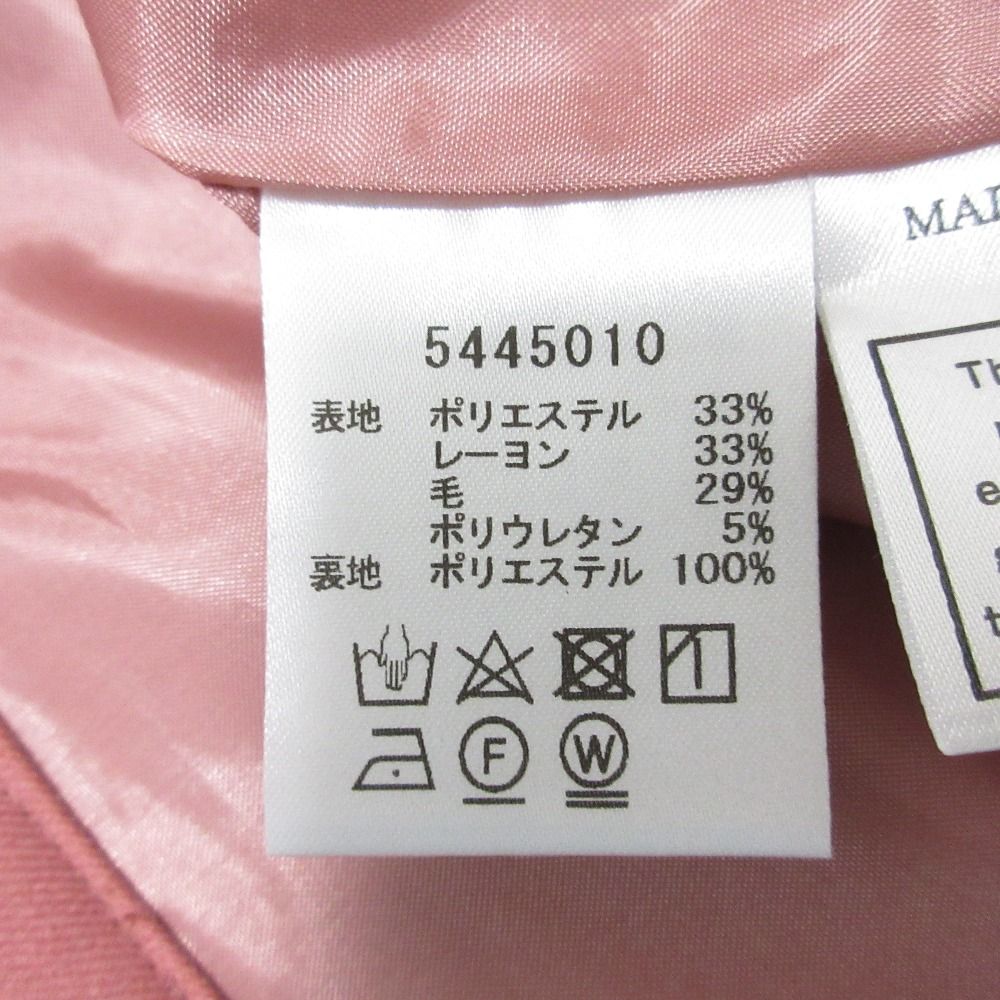 5445010
表地 ポリエステル 33%
レーヨン 33%
毛 29%
ポリウレタン 5%
裏地 ポリエステル 100%
F W